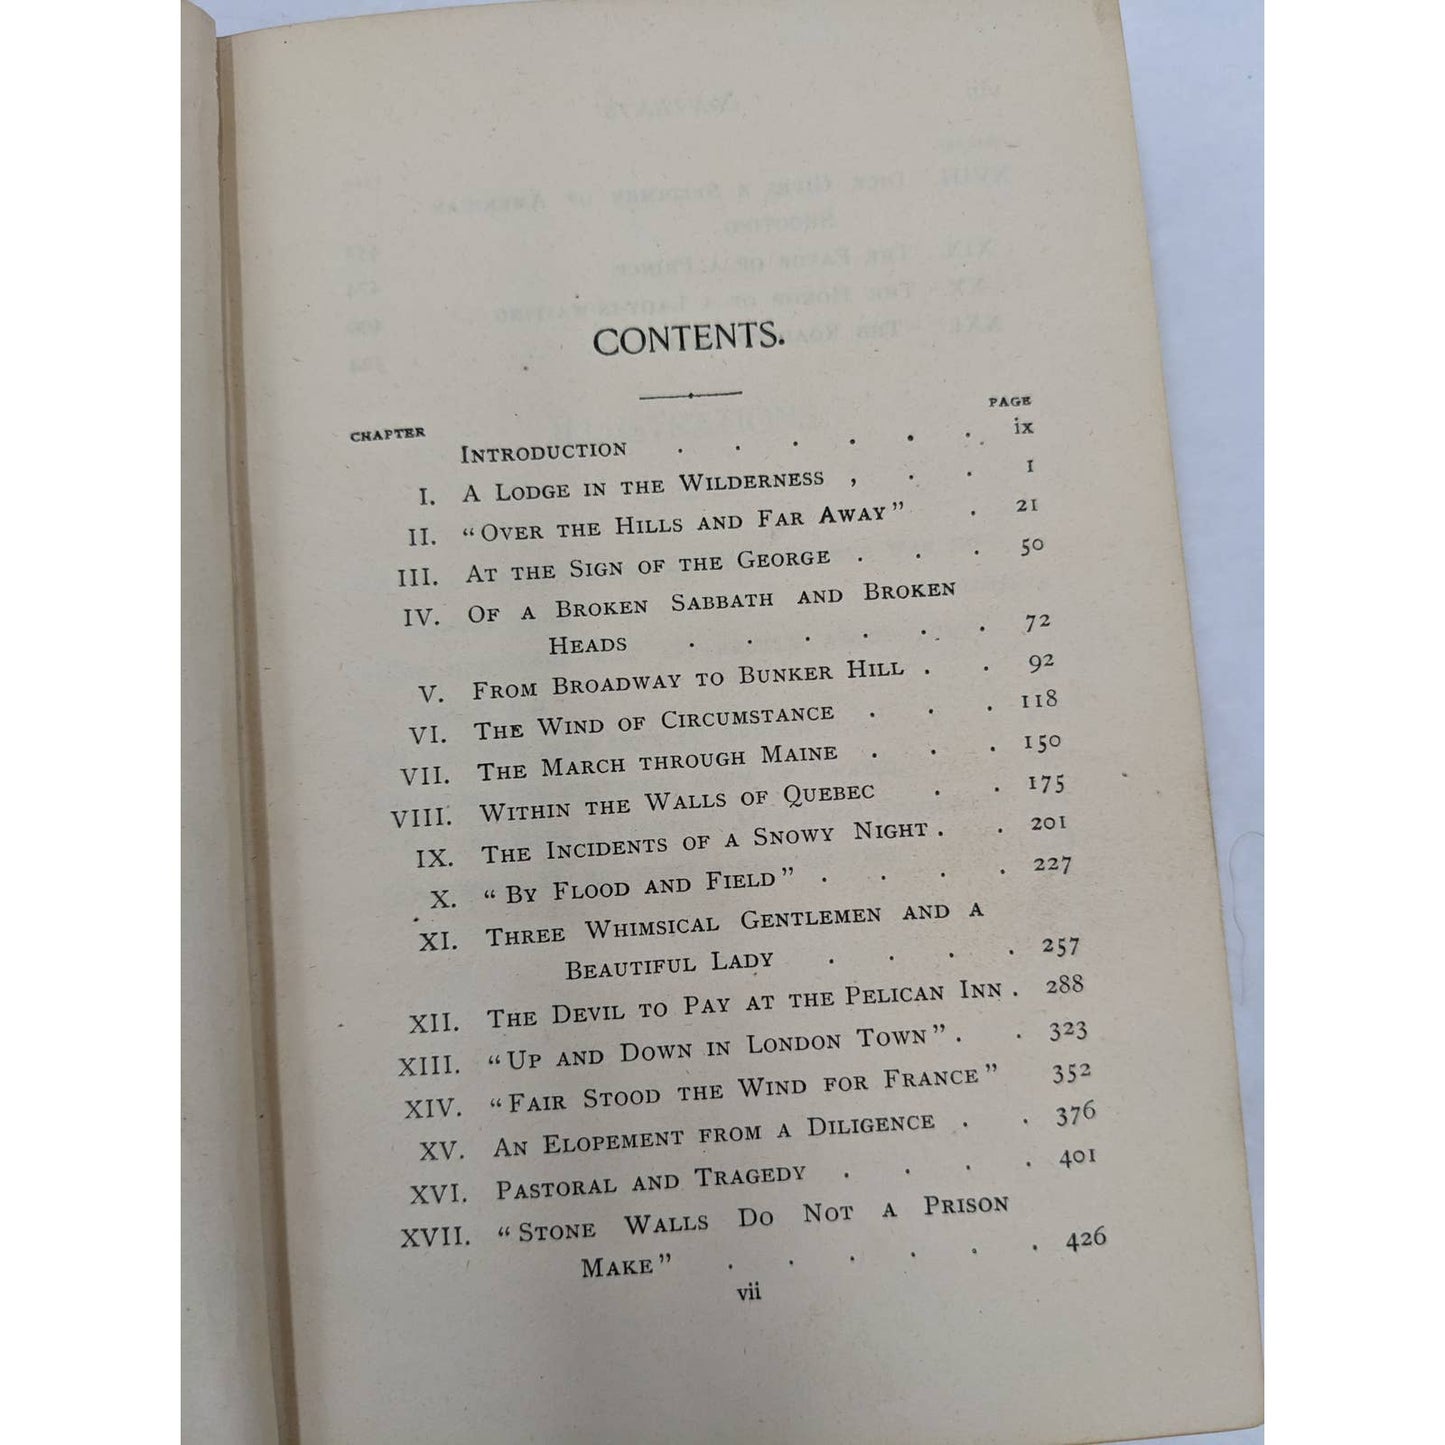 CONTENTS.
CHAPTER PAGE
INTRODUCTION . . . . . . ix
I. A LODGE IN THE WILDERNESS , . . 1
II. “OVER THE HILLS AND FAR AWAY” . 21
III. AT THE SIGN OF THE GEORGE . . . 50
IV. OF A BROKEN SABBATH AND BROKEN
HEADS . . . . . . 72
V. FROM BROADWAY TO BUNKER HILL . . 92
VI. THE WIND OF CIRCUMSTANCE . . . 118
VII. THE MARCH THROUGH MAINE . . . 150
VIII. WITHIN THE WALLS OF QUEBEC . . 175
IX. THE INCIDENTS OF A SNOWY NIGHT . . 201
X. “BY FLOOD AND FIELD” . . . . 227
XI. THREE WHIMSICAL GENTLEMEN AND A
BEAUTIFUL LADY . . . . 257
XII. THE DEVIL TO PAY AT THE PELICAN INN . 288
XIII. “UP AND DOWN IN LONDON TOWN” . . 323
XIV. “FAIR STOOD THE WIND FOR FRANCE” 352
XV. AN ELOPEMENT FROM A DILIGENCE . . 376
XVI. PASTORAL AND TRAGEDY . . . . 401
XVII. “STONE WALLS DO NOT A PRISON
MAKE” . . . . . . 426
vii